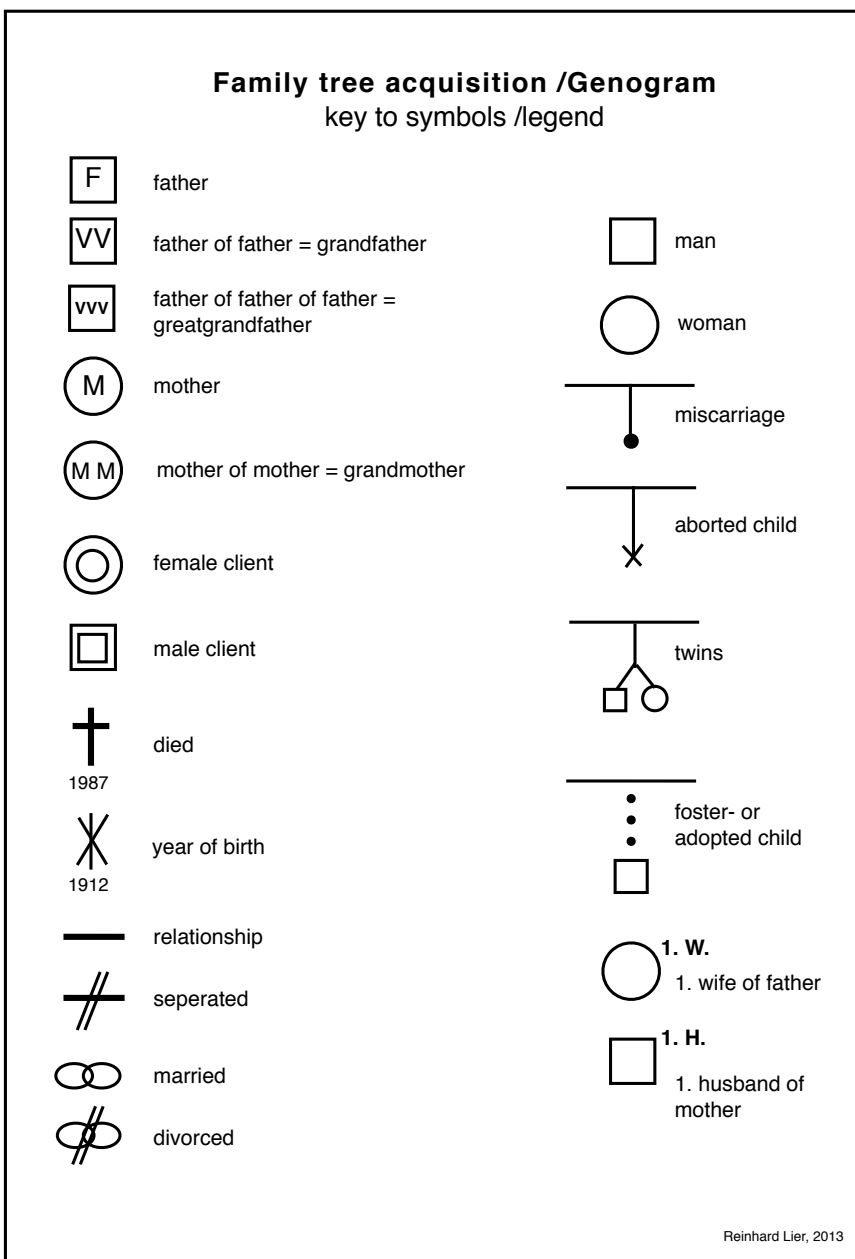 Family tree acquisition /Genogram
key to symbols /legend
F
father
VV
father of father = grandfather
vvv
father of father of father =
greatgrandfather
M
mother
M M
mother of mother = grandmother
female client
male client
died
1987
year of birth
1912
relationship
seperated
married
divorced
man
woman
miscarriage
aborted child
twins
foster- or
adopted child
1. W.
1. wife of father
1. H.
1. husband of
mother
Reinhard Lier, 2013